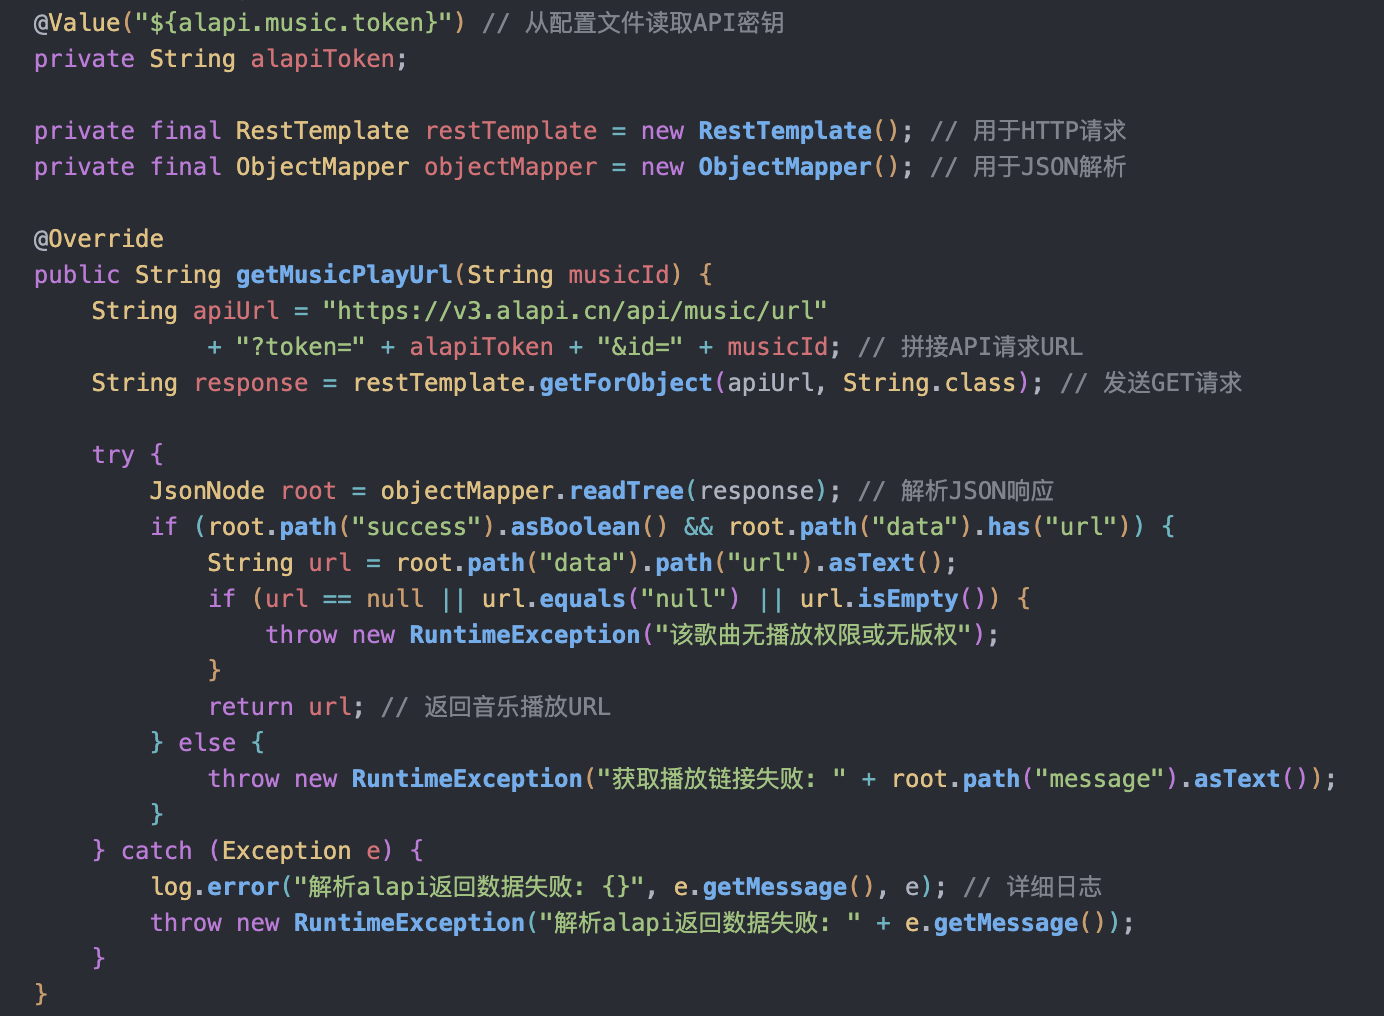 @Value("${alapi.music.token}") // 从配置文件读取API密钥
private String alapiToken;
private final RestTemplate restTemplate = new RestTemplate(); // 用于HTTP请求
private final ObjectMapper objectMapper = new ObjectMapper(); // 用于JSON解析
@Override
public String getMusicPlayUrl(String musicId) {
    String apiUrl = "https://v3.alapi.cn/api/music/url"
            + "?token=" + alapiToken + "&id=" + musicId; // 拼接API请求URL
    String response = restTemplate.getForObject(apiUrl, String.class); // 发送GET请求
    try {
        JsonNode root = objectMapper.readTree(response); // 解析JSON响应
        if (root.path("success").asBoolean() && root.path("data").has("url")) {
            String url = root.path("data").path("url").asText();
            if (url == null || url.equals("null") || url.isEmpty()) {
                throw new RuntimeException("该歌曲无播放权限或无版权");
            }
            return url; // 返回音乐播放URL
        } else {
            throw new RuntimeException("获取播放链接失败: " + root.path("message").asText());
        }
    } catch (Exception e) {
        log.error("解析alapi返回数据失败: {}", e.getMessage(), e); // 详细日志
        throw new RuntimeException("解析alapi返回数据失败: " + e.getMessage());
    }
}